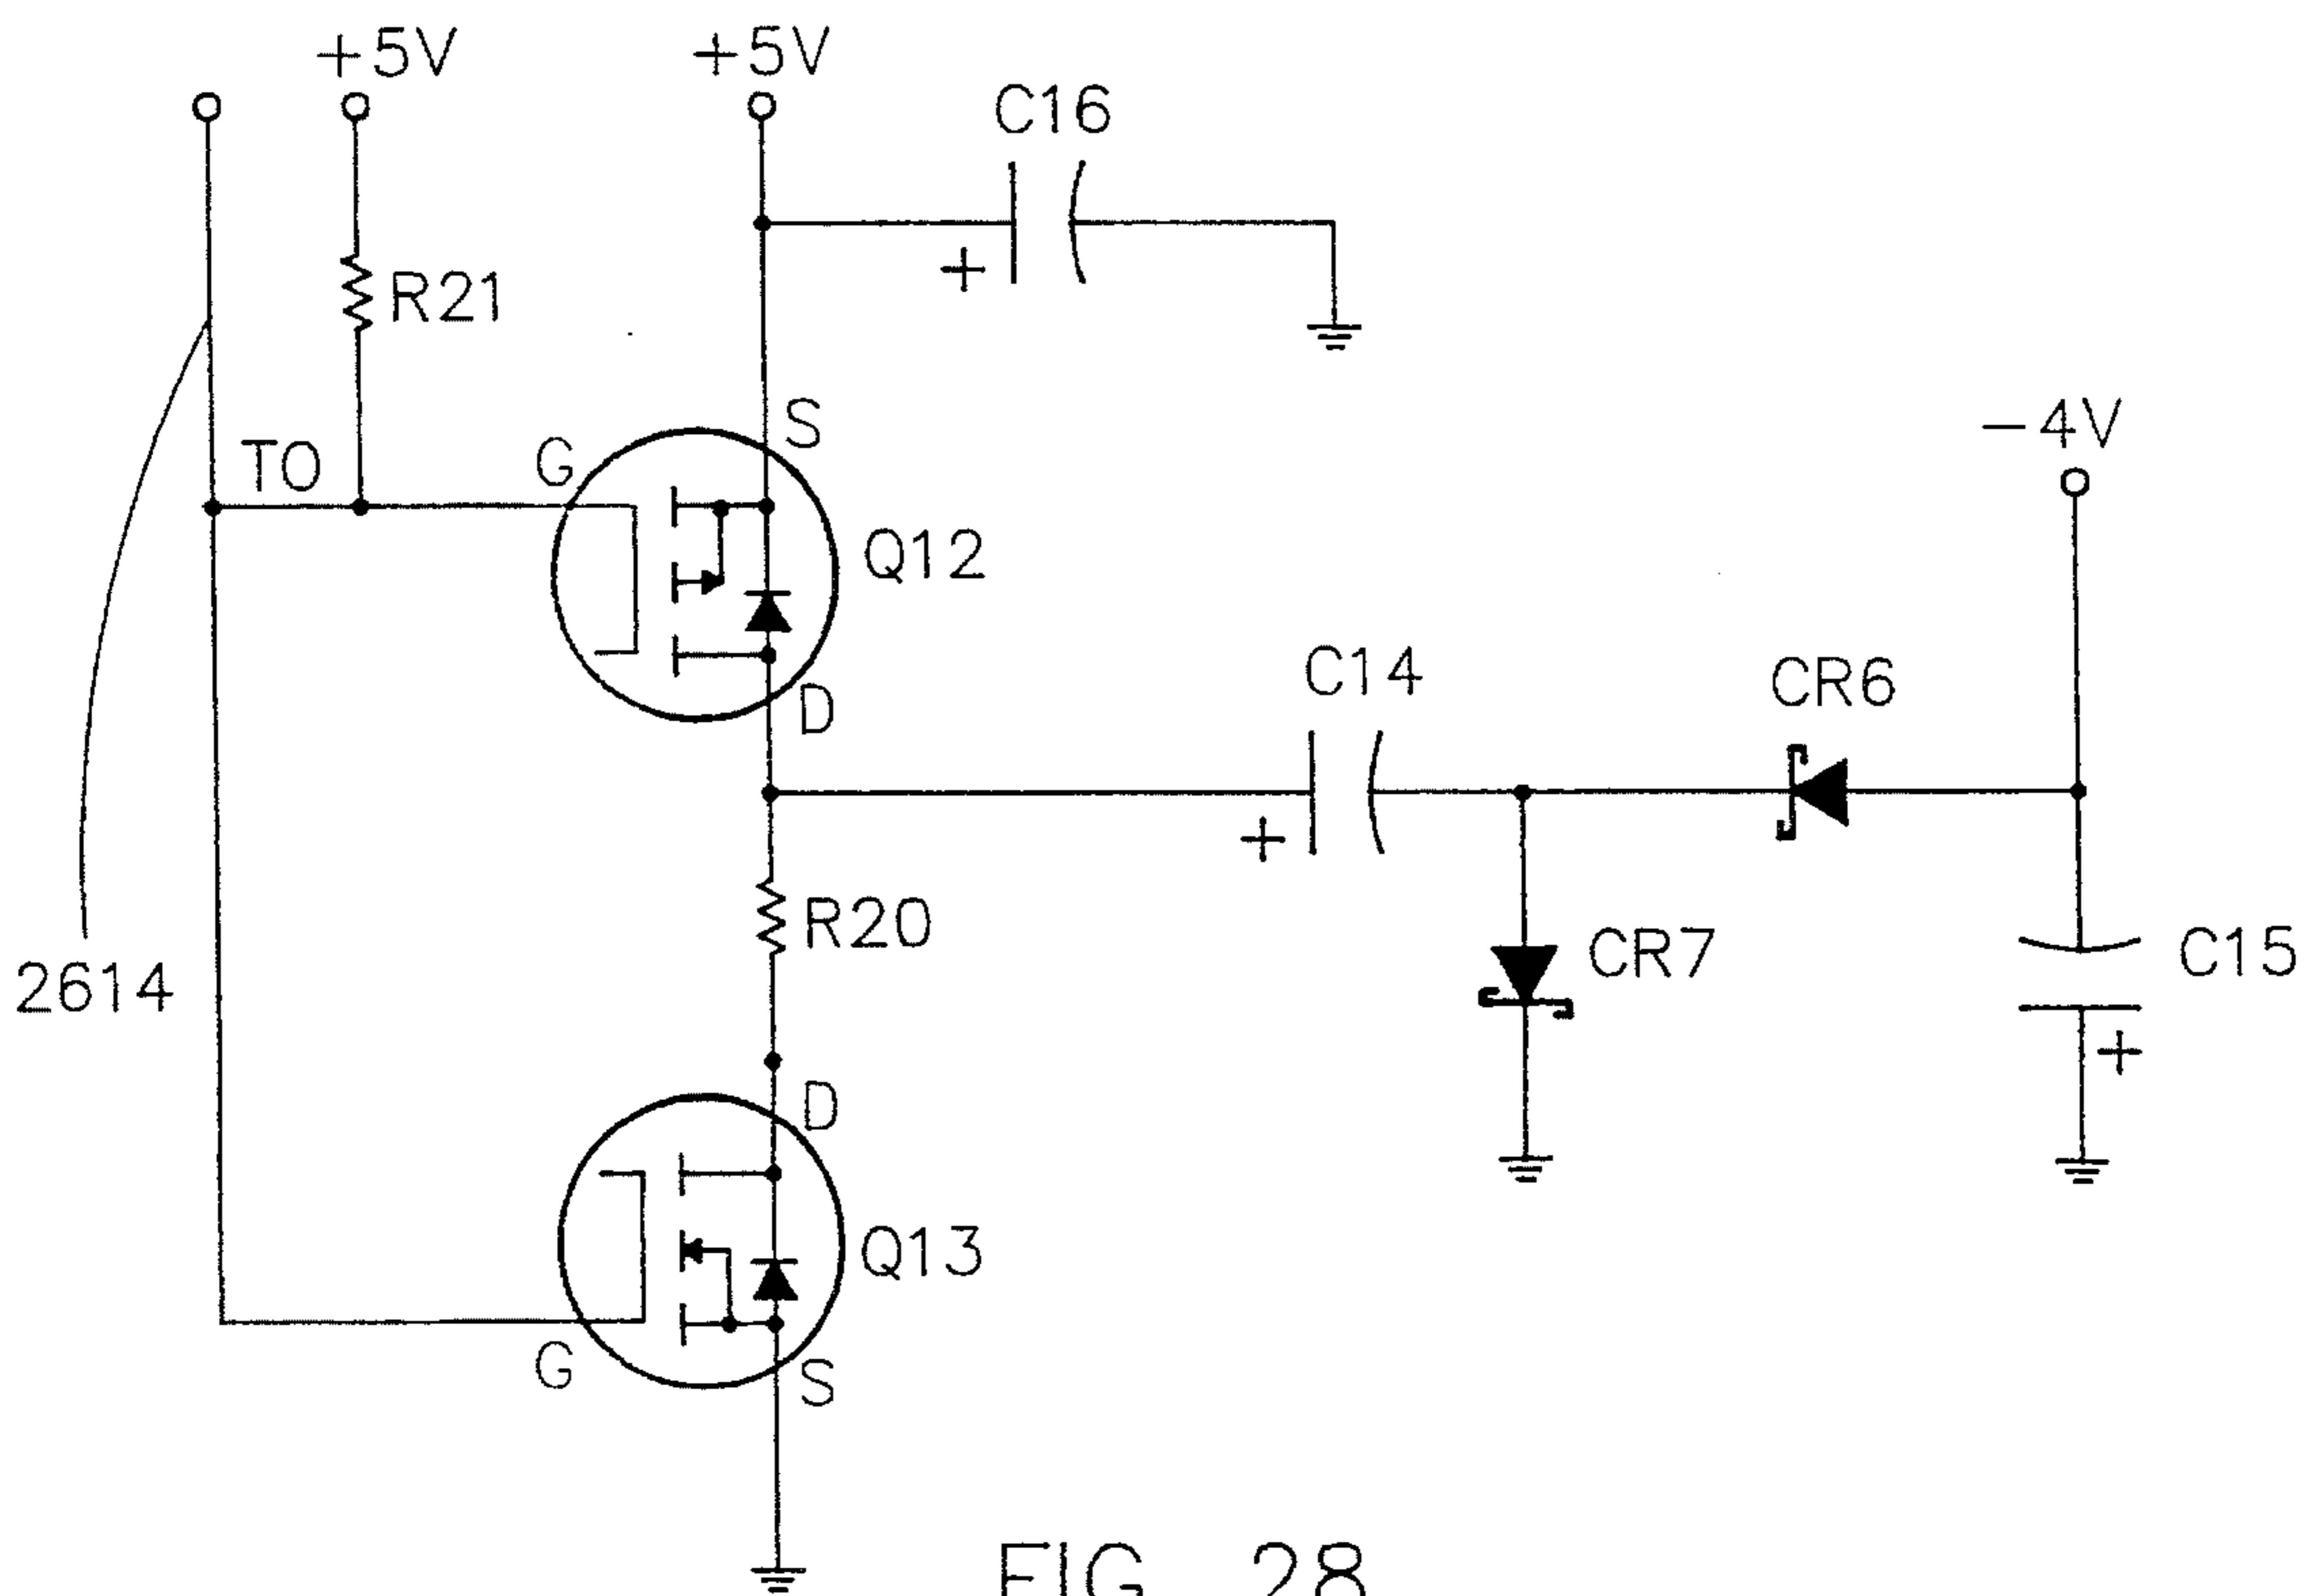 +5V
+5V
C16
+
R21
-4V
S
G
TO
Q12
D
C14
+
CR6
R20
CR7
C15
+
2614
D
Q13
G
S
FIG. 28